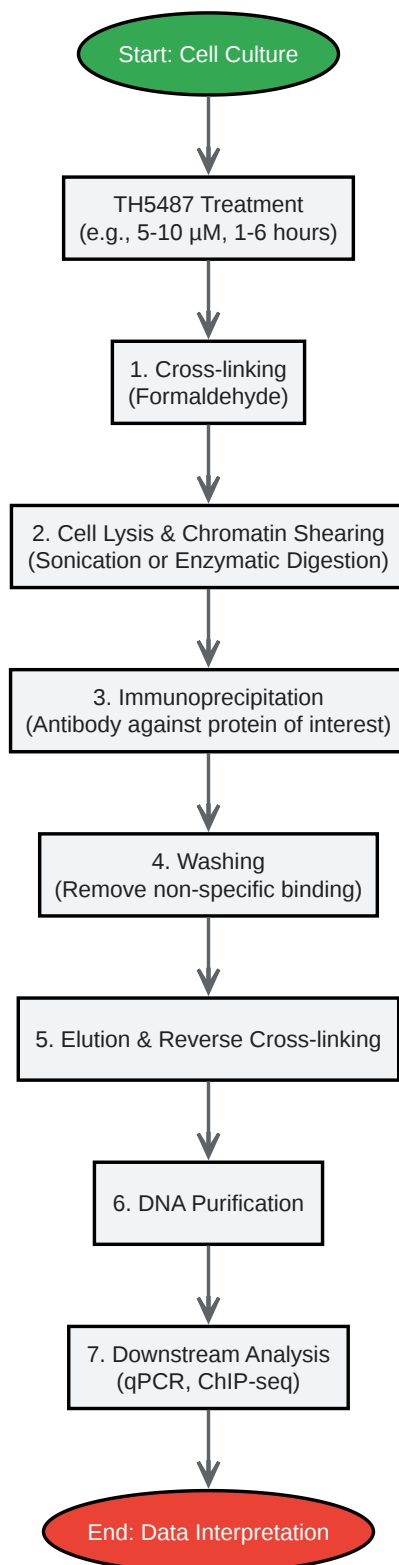 Start: Cell Culture
TH5487 Treatment
(e.g., 5-10 µM, 1-6 hours)
1. Cross-linking
(Formaldehyde)
2. Cell Lysis & Chromatin Shearing
(Sonication or Enzymatic Digestion)
3. Immunoprecipitation
(Antibody against protein of interest)
4. Washing
(Remove non-specific binding)
5. Elution & Reverse Cross-linking
6. DNA Purification
7. Downstream Analysis
(qPCR, ChIP-seq)
End: Data Interpretation